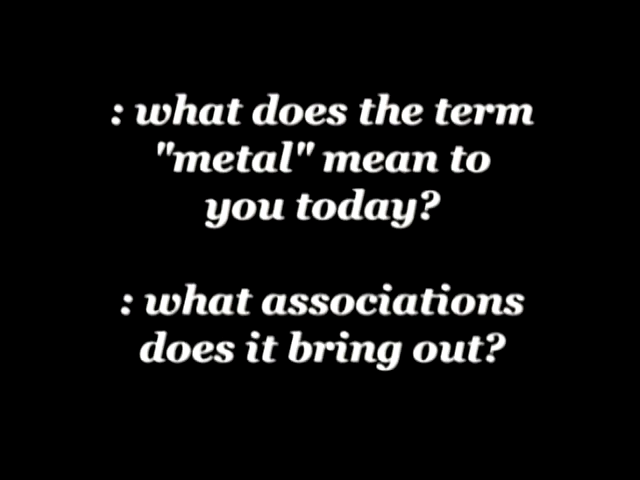 : what does the term
"metal" mean to
you today?
: what associations
does it bring out?